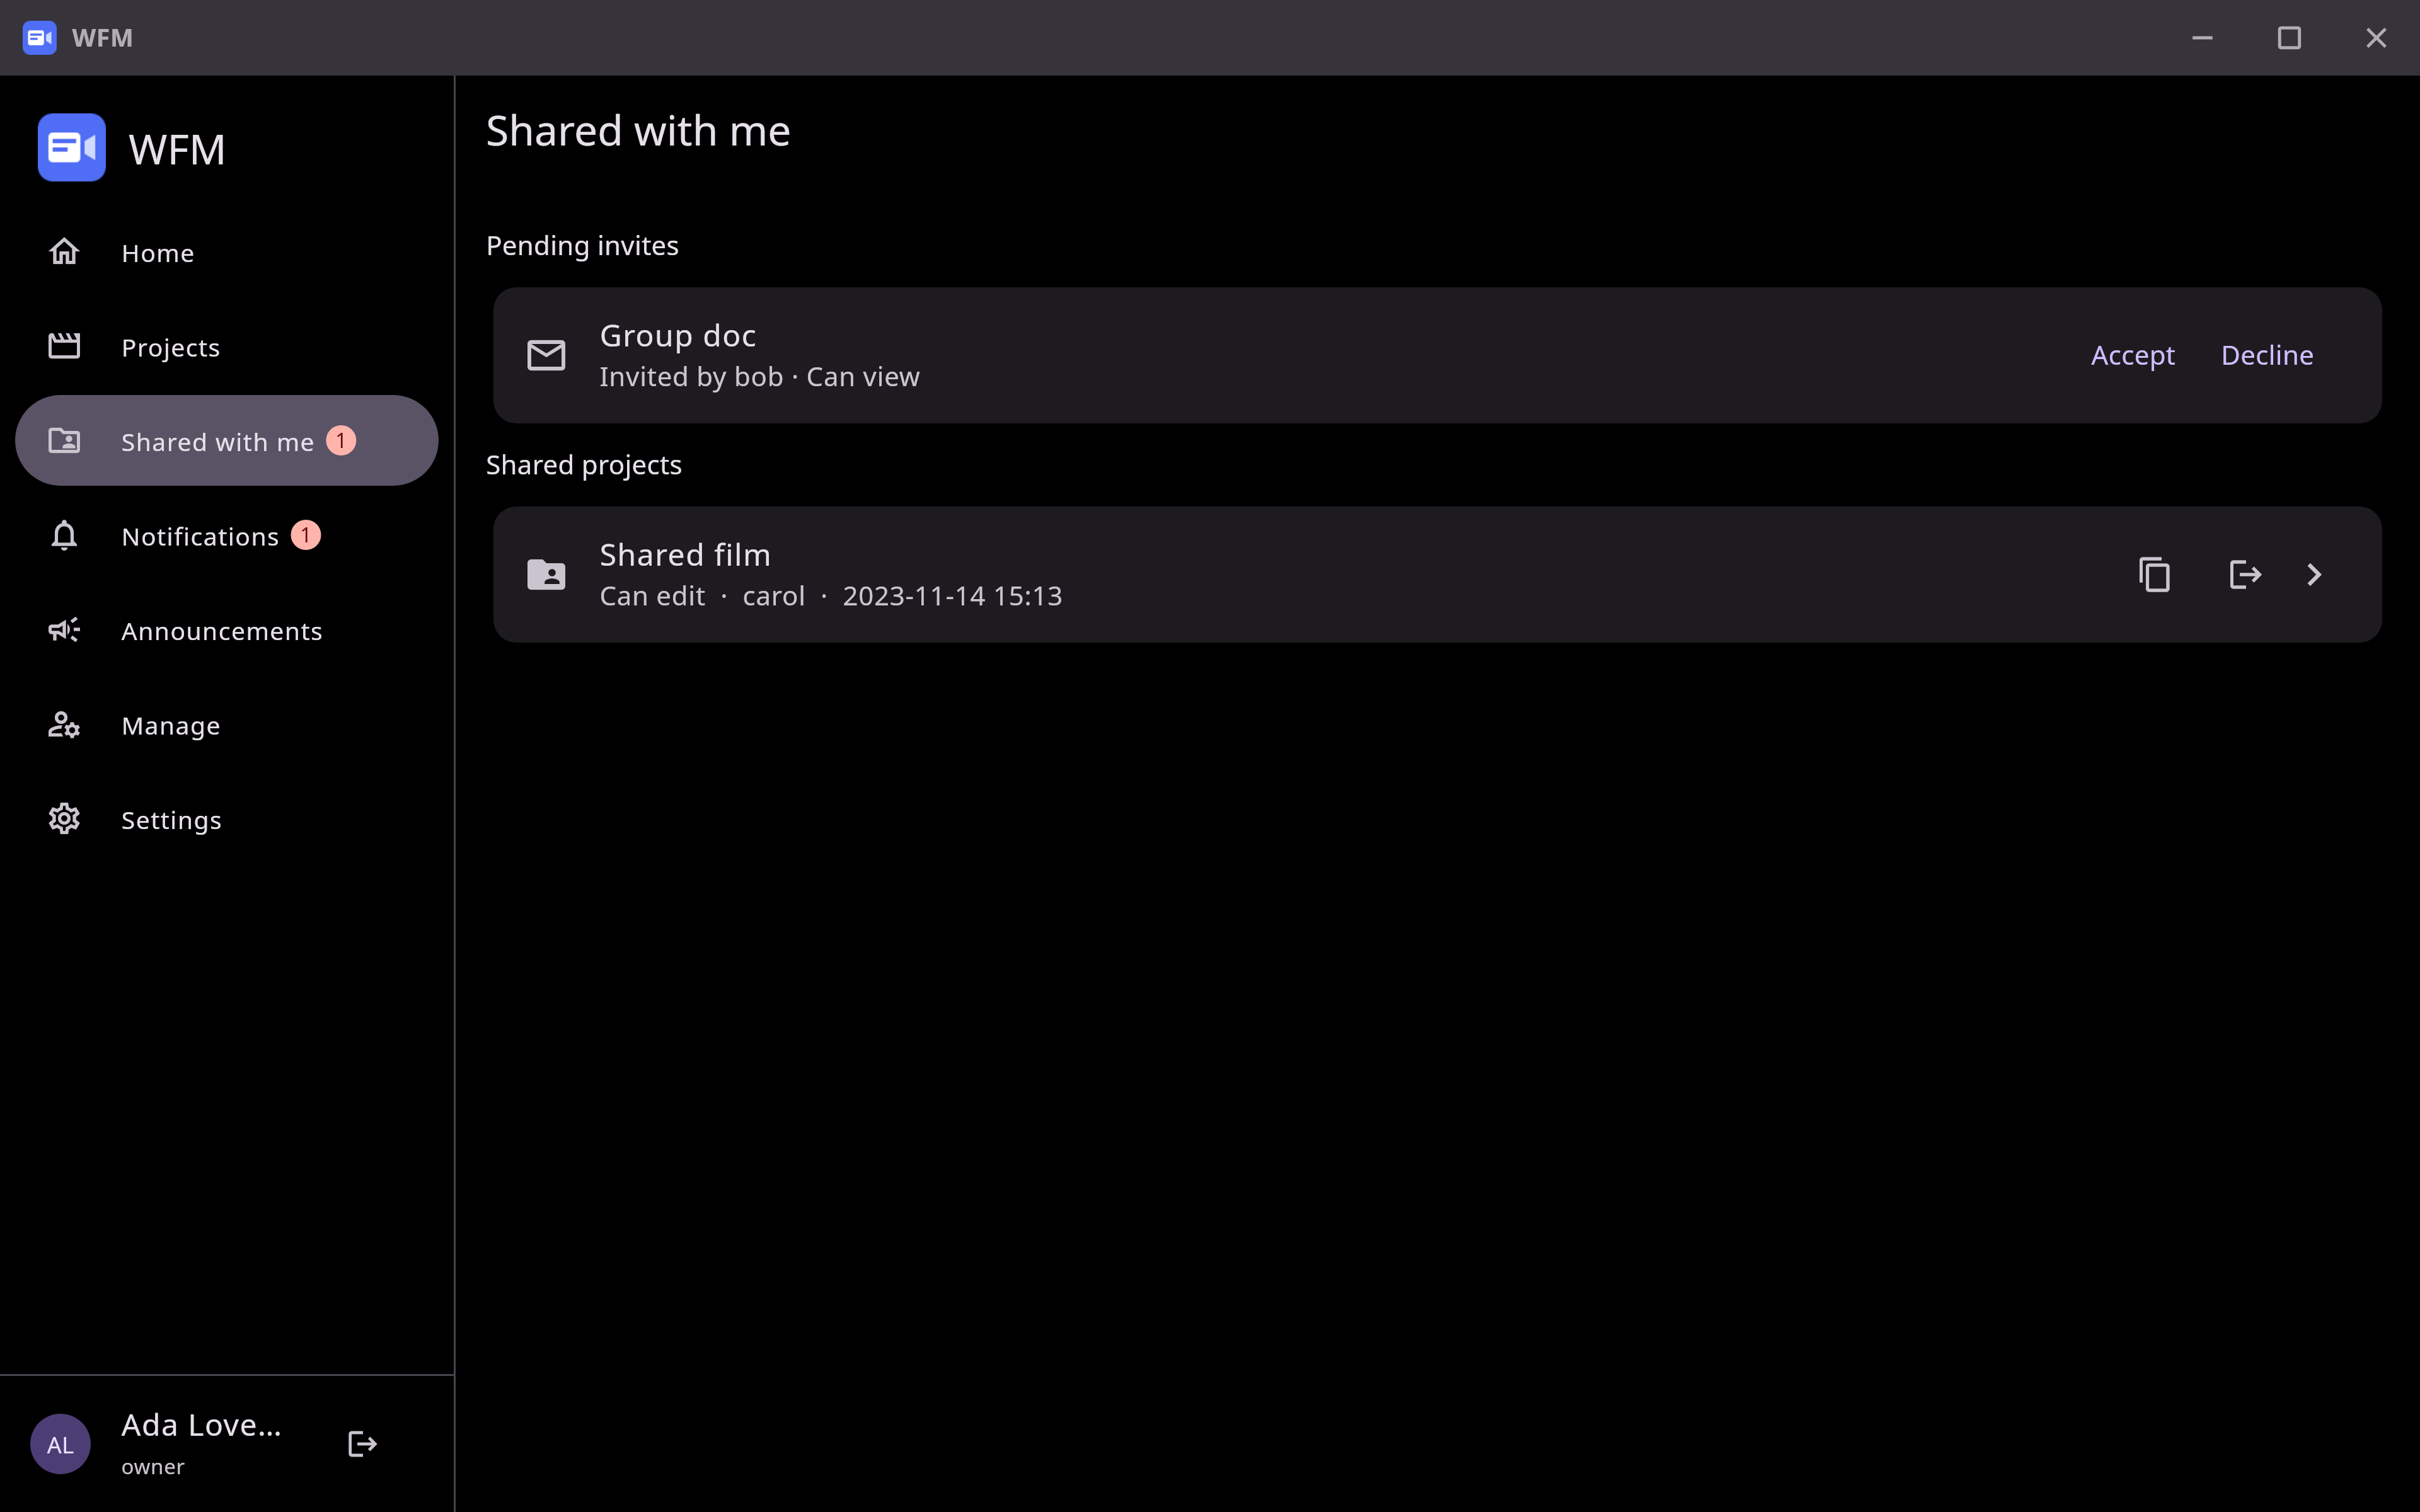 WFM
WFM
Home
Projects
Shared with me 1
Notifications 1
Announcements
Manage
Settings
AL
Ada Love...
owner
Shared with me
Pending invites
Group doc
Invited by bob · Can view
Accept Decline
Shared projects
Shared film
Can edit · carol · 2023-11-14 15:13